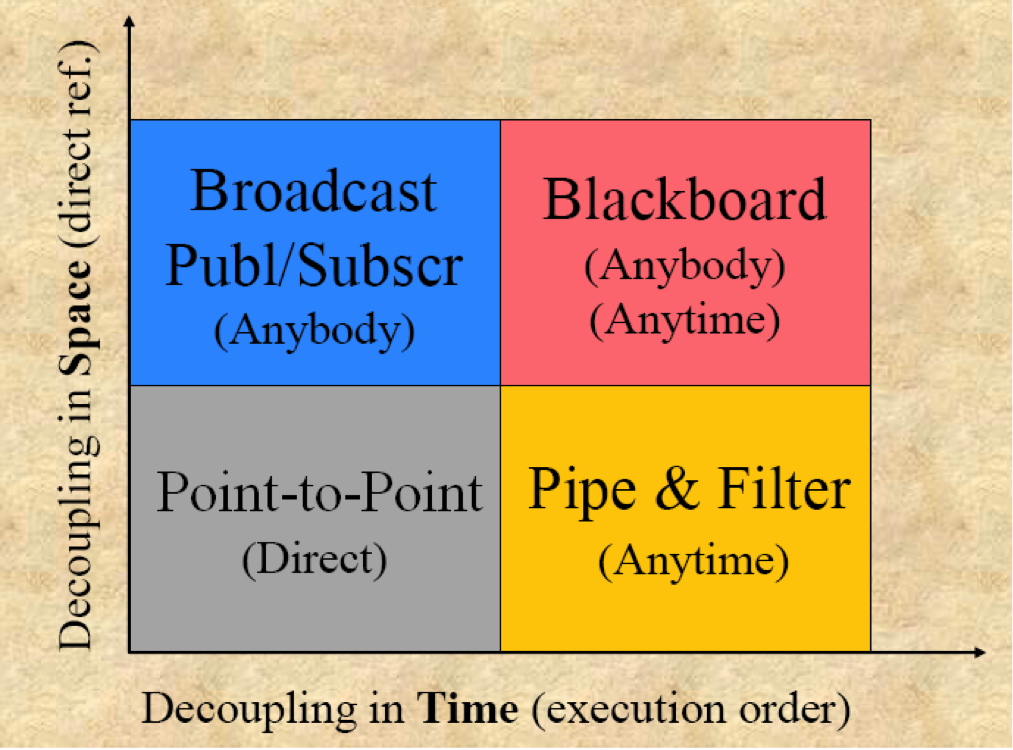 Decoupling in Space (direct ref.)
Broadcast
Publ/Subscr
(Anybody)
Blackboard
(Anybody)
(Anytime)
Point-to-Point
(Direct)
Pipe & Filter
(Anytime)
Decoupling in Time (execution order)